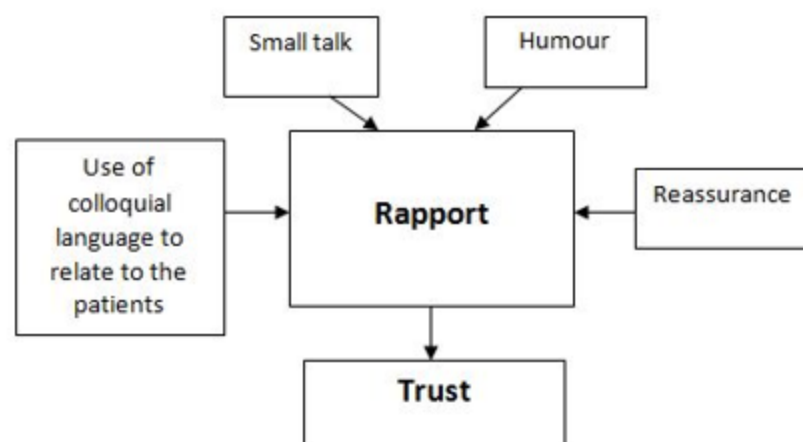 Small talk
Humour
Use of
colloquial
language to
relate to the
patients
Rapport
Reassurance
Trust